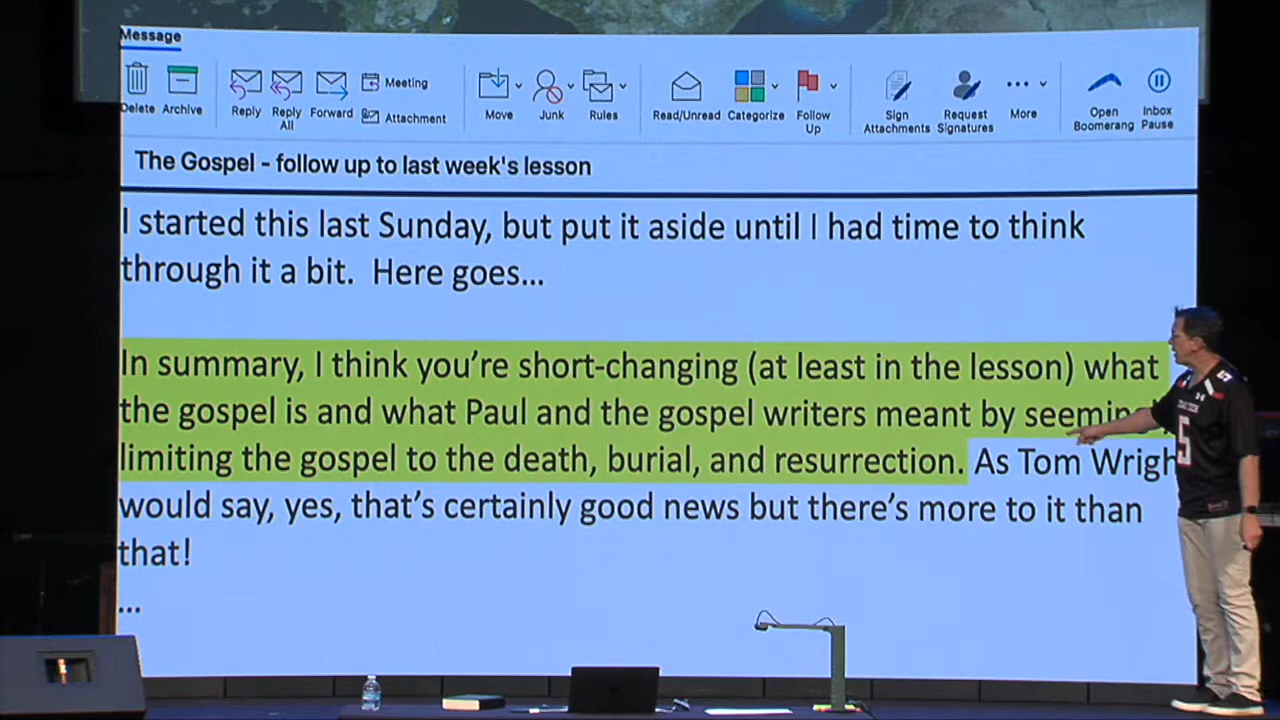 Message
Delete
Archive
Reply
Reply All
Forward
Meeting
Attachment
Move
Junk
Rules
Read/Unread
Categorize
Follow Up
Sign Attachments
Request Signatures
More
Open Boomerang
Inbox Pause
The Gospel - follow up to last week's lesson
I started this last Sunday, but put it aside until I had time to think
through it a bit. Here goes...
In summary, I think you're short-changing (at least in the lesson) what
the gospel is and what Paul and the gospel writers meant by
limiting the gospel to the death, burial, and resurrection. As Tom
would say, yes, that's certainly good news but there's more to it than
that!
...
5